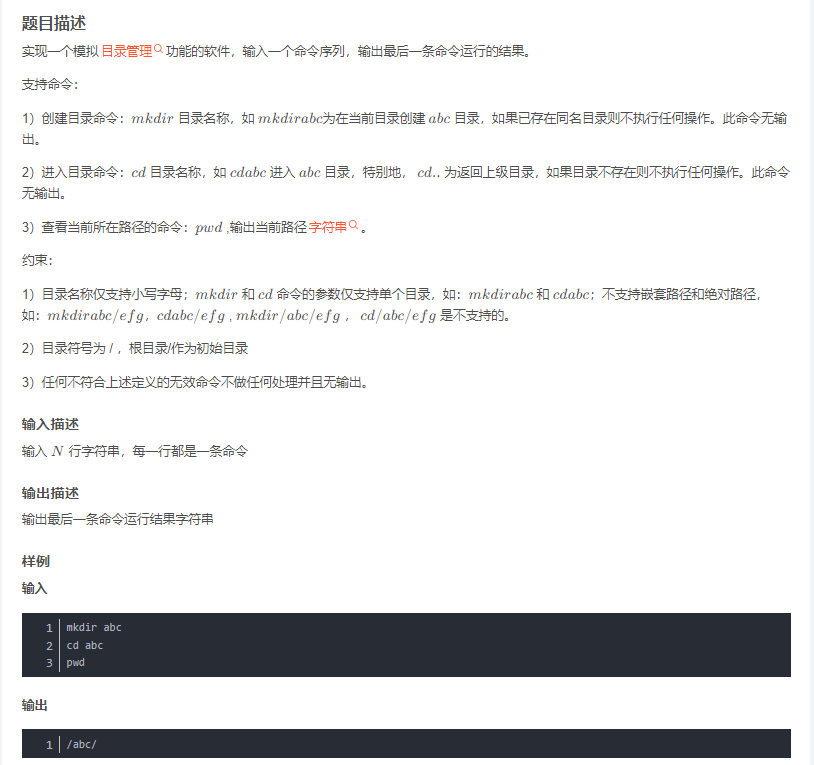 题目描述
实现一个模拟 目录管理 功能的软件，输入一个命令序列，输出最后一条命令运行的结果。
支持命令：
1）创建目录命令：mkdir 目录名称，如 mkdirabc为在当前目录创建 abc 目录，如果已存在同名目录则不执行任何操作。此命令无输
出。
2）进入目录命令：cd 目录名称，如 cdabc 进入 abc 目录，特别地， cd.. 为返回上级目录，如果目录不存在则不执行任何操作。此命令
无输出。
3）查看当前所在路径的命令：pwd ,输出当前路径 字符串 。
约束：
1）目录名称仅支持小写字母；mkdir 和 cd 命令的参数仅支持单个目录，如：mkdirabc 和 cdabc；不支持嵌套路径和绝对路径，
如：mkdirabc/efg，cdabc/efg , mkdir/abc/efg ， cd/abc/efg 是不支持的。
2）目录符号为 / ，根目录/作为初始目录
3）任何不符合上述定义的无效命令不做任何处理并且无输出。
输入描述
输入 N 行字符串，每一行都是一条命令
输出描述
输出最后一条命令运行结果字符串
样例
输入
1 mkdir abc
2 cd abc
3 pwd
输出
1 /abc/